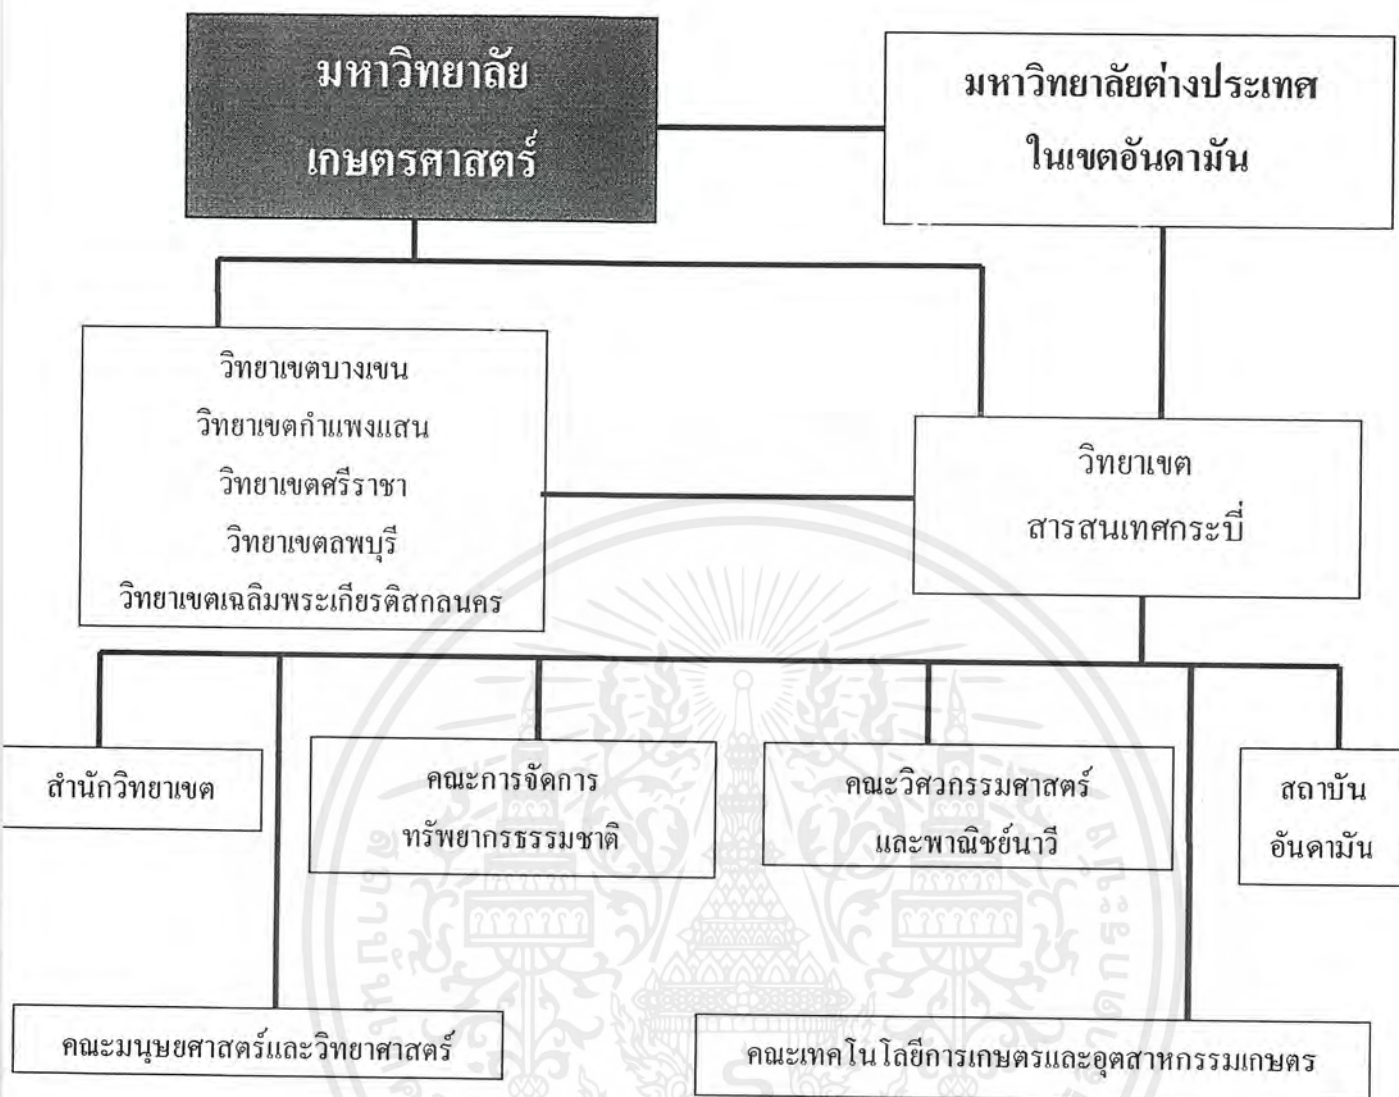 มหาวิทยาลัย
เกษตรศาสตร์
มหาวิทยาลัยต่างประเทศ
ในเขตอันดามัน
วิทยาเขตบางเขน
วิทยาเขตกำแพงแสน
วิทยาเขตศรีราชา
วิทยาเขตลพบุรี
วิทยาเขตเฉลิมพระเกียรติสกลนคร
วิทยาเขต
สารสนเทศกระบี่
สำนักวิทยาเขต
คณะการจัดการ
ทรัพยากรธรรมชาติ
คณะวิศวกรรมศาสตร์
และพาณิชย์นาวี
สถาบัน
อันดามัน
คณะมนุษยศาสตร์และวิทยาศาสตร์
คณะเทคโนโลยีการเกษตรและอุตสาหกรรมเกษตร